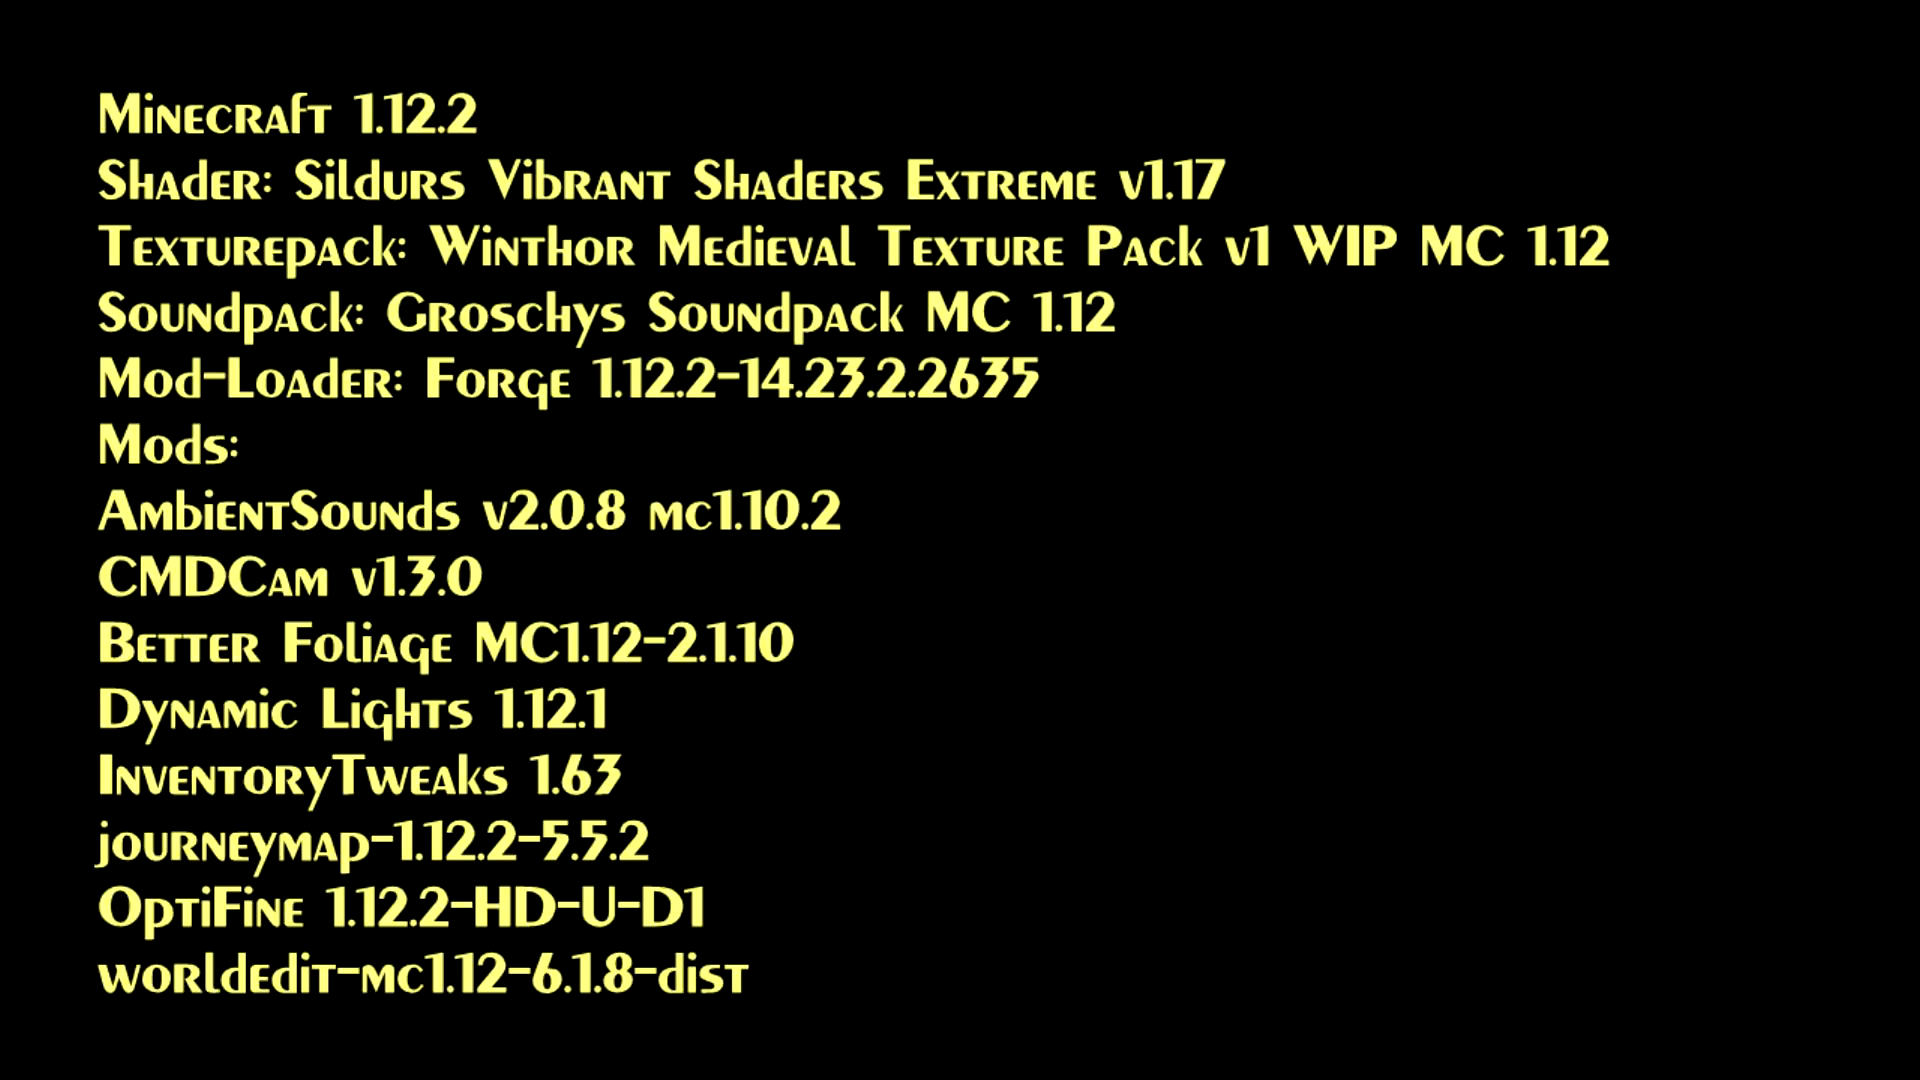 Minecraft 1.12.2
Shader: Sildurs Vibrant Shaders Extreme v1.17
Texturepack: Winthor Medieval Texture Pack v1 WIP MC 1.12
Soundpack: Groschys Soundpack MC 1.12
Mod-Loader: Forge 1.12.2-14.23.2.2635
Mods:
AmbientSounds v2.0.8 mc1.10.2
CMDCam v1.3.0
Better Foliage MC1.12-2.1.10
Dynamic Lights 1.12.1
InventoryTweaks 1.63
journeymap-1.12.2-5.5.2
OptiFine 1.12.2-HD-U-D1
worldedit-mc1.12-6.1.8-dist